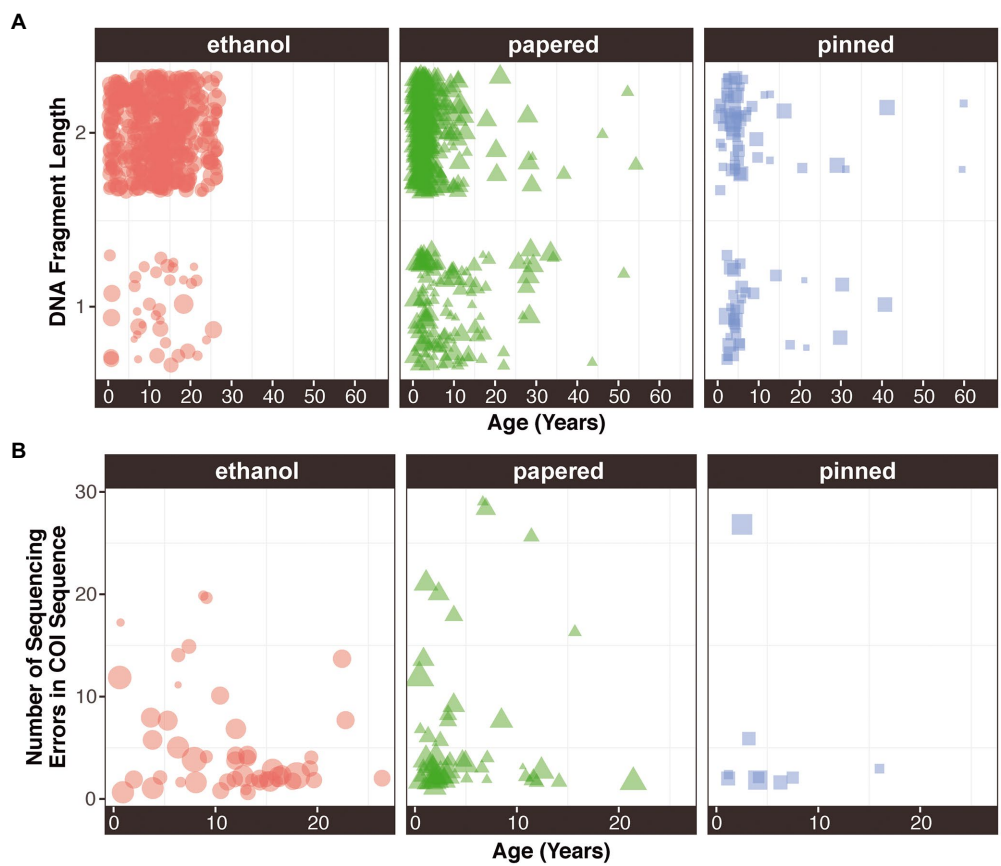 A
ethanol papered pinned
DNA Fragment Length
2
1
0 10 20 30 40 50 60 0 10 20 30 40 50 60 0 10 20 30 40 50 60
Age (Years)
B
ethanol papered pinned
Number of Sequencing
Errors in COI Sequence
30
20
10
0
0 10 20 0 10 20 0 10 20
Age (Years)